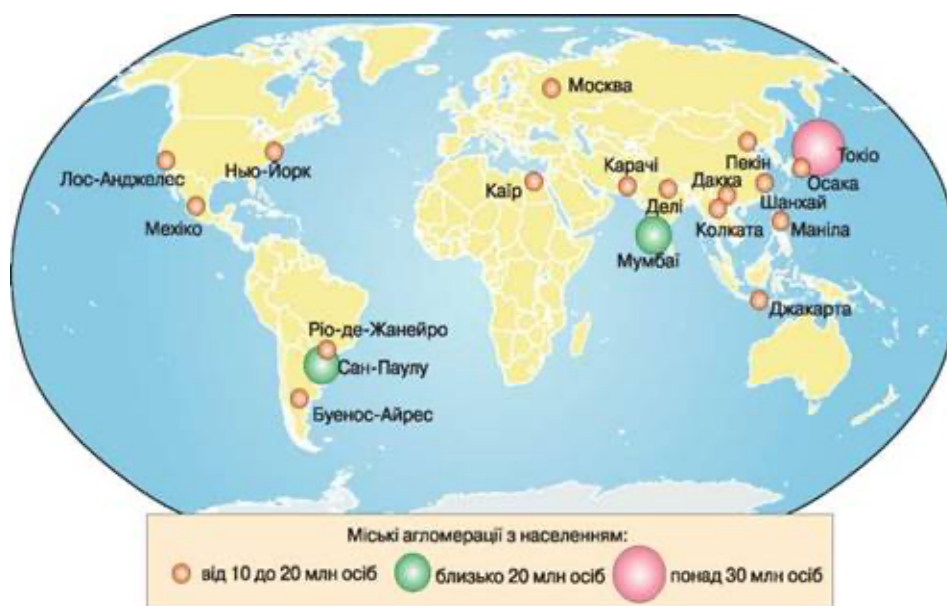 Москва
Лос-Анджелес
Нью-Йорк
Мехіко
Каїр
Карачі
Делі
Мумбаї
Дакка
Колката
Пекін
Шанхай
Токіо
Осака
Маніла
Джакарта
Ріо-де-Жанейро
Сан-Паулу
Буенос-Айрес
Міські агломерації з населенням:
від 10 до 20 млн осіб
близько 20 млн осіб
понад 30 млн осіб